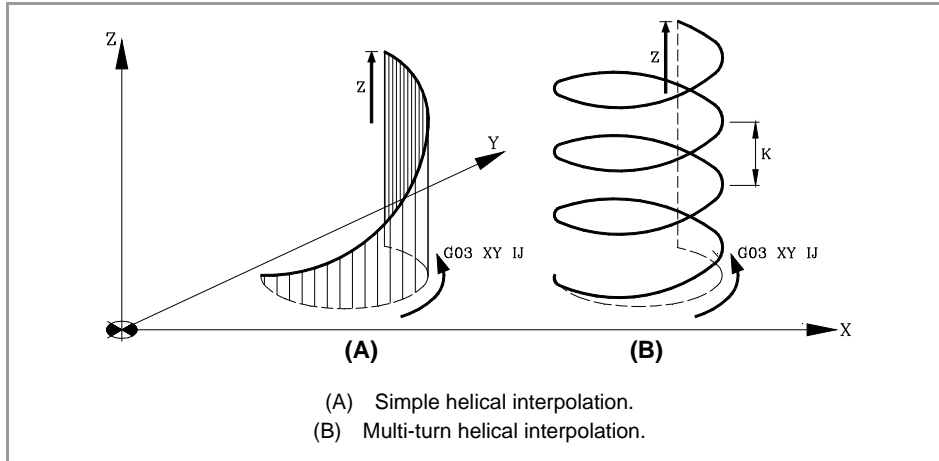 Z
Z
Z
Y
K
G03 XY IJ
G03 XY IJ
X
(A)
(B)
(A) Simple helical interpolation.
(B) Multi-turn helical interpolation.